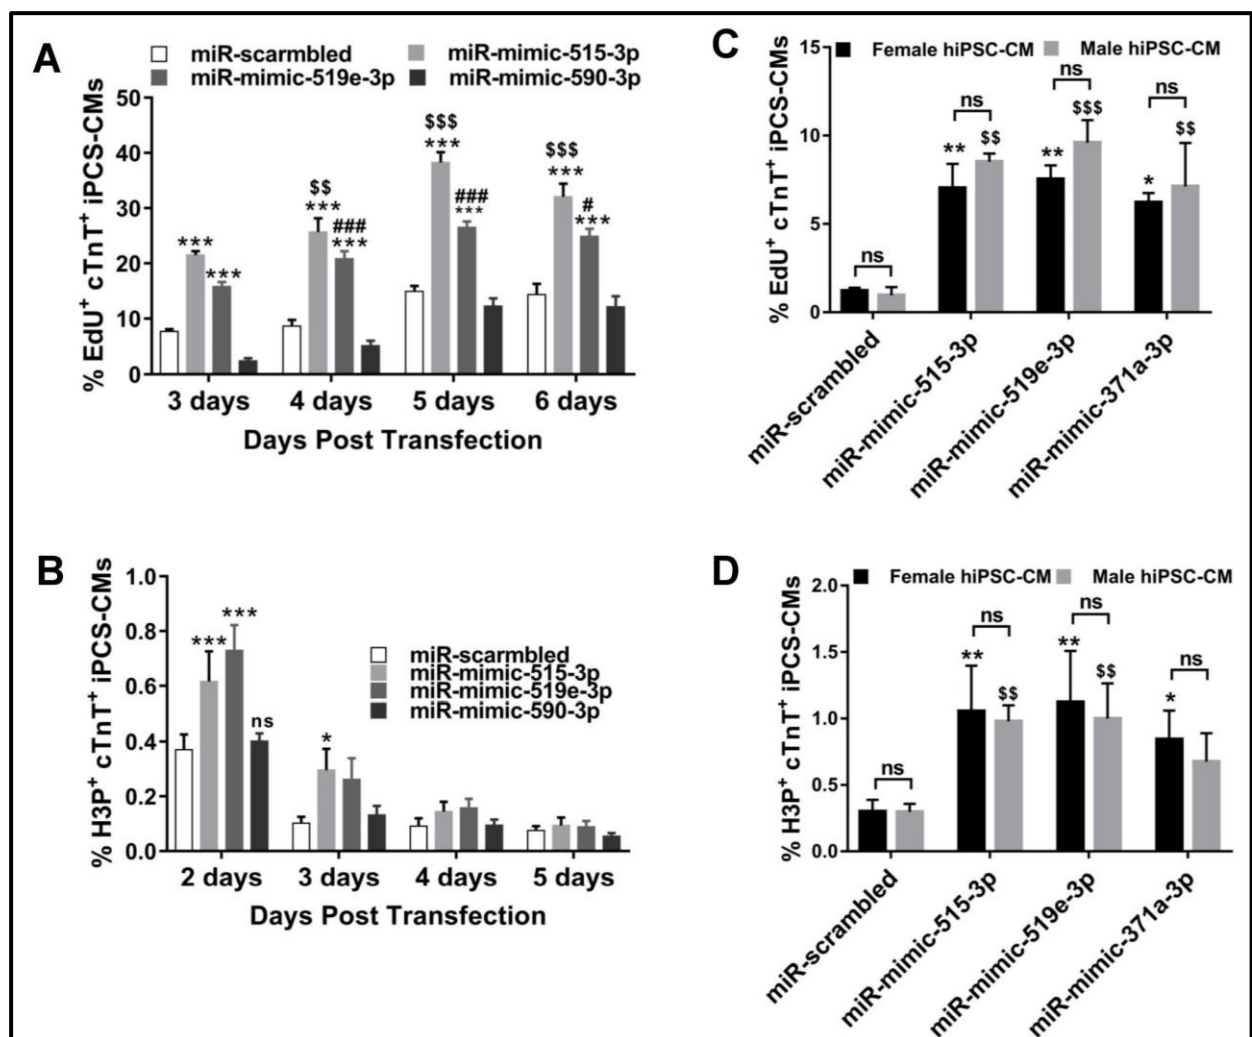 A
miR-scarmbled
miR-mimic-515-3p
miR-mimic-519e-3p
miR-mimic-590-3p
% EdU⁺ cTnT⁺ iPCS-CMs
50
40
30
20
10
0
***
***
$$
***
###
***
$$$
***
###
***
$$$
***
#
***
3 days
4 days
5 days
6 days
Days Post Transfection
C
Female hiPSC-CM
Male hiPSC-CM
% EdU⁺ cTnT⁺ iPCS-CMs
15
10
5
0
ns
ns
**
$$
ns
**
$$$
ns
*
$$
miR-scrambled
miR-mimic-515-3p
miR-mimic-519e-3p
miR-mimic-371a-3p
B
% H3P⁺ cTnT⁺ iPCS-CMs
1.0
0.8
0.6
0.4
0.2
0.0
***
***
ns
*
miR-scarmbled
miR-mimic-515-3p
miR-mimic-519e-3p
miR-mimic-590-3p
2 days
3 days
4 days
5 days
Days Post Transfection
D
Female hiPSC-CM
Male hiPSC-CM
% H3P⁺ cTnT⁺ iPCS-CMs
2.0
1.5
1.0
0.5
0.0
ns
ns
**
$$
ns
**
$$
ns
*
miR-scrambled
miR-mimic-515-3p
miR-mimic-519e-3p
miR-mimic-371a-3p